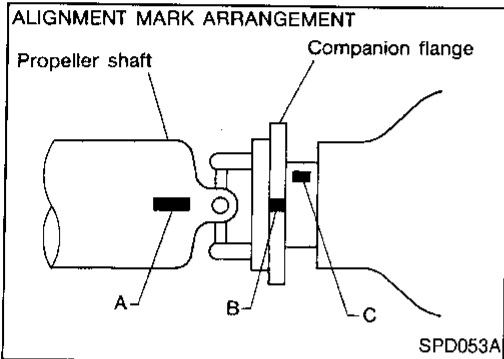 ALIGNMENT MARK ARRANGEMENT
Companion flange
Propeller shaft
A
B
C
SPD053A